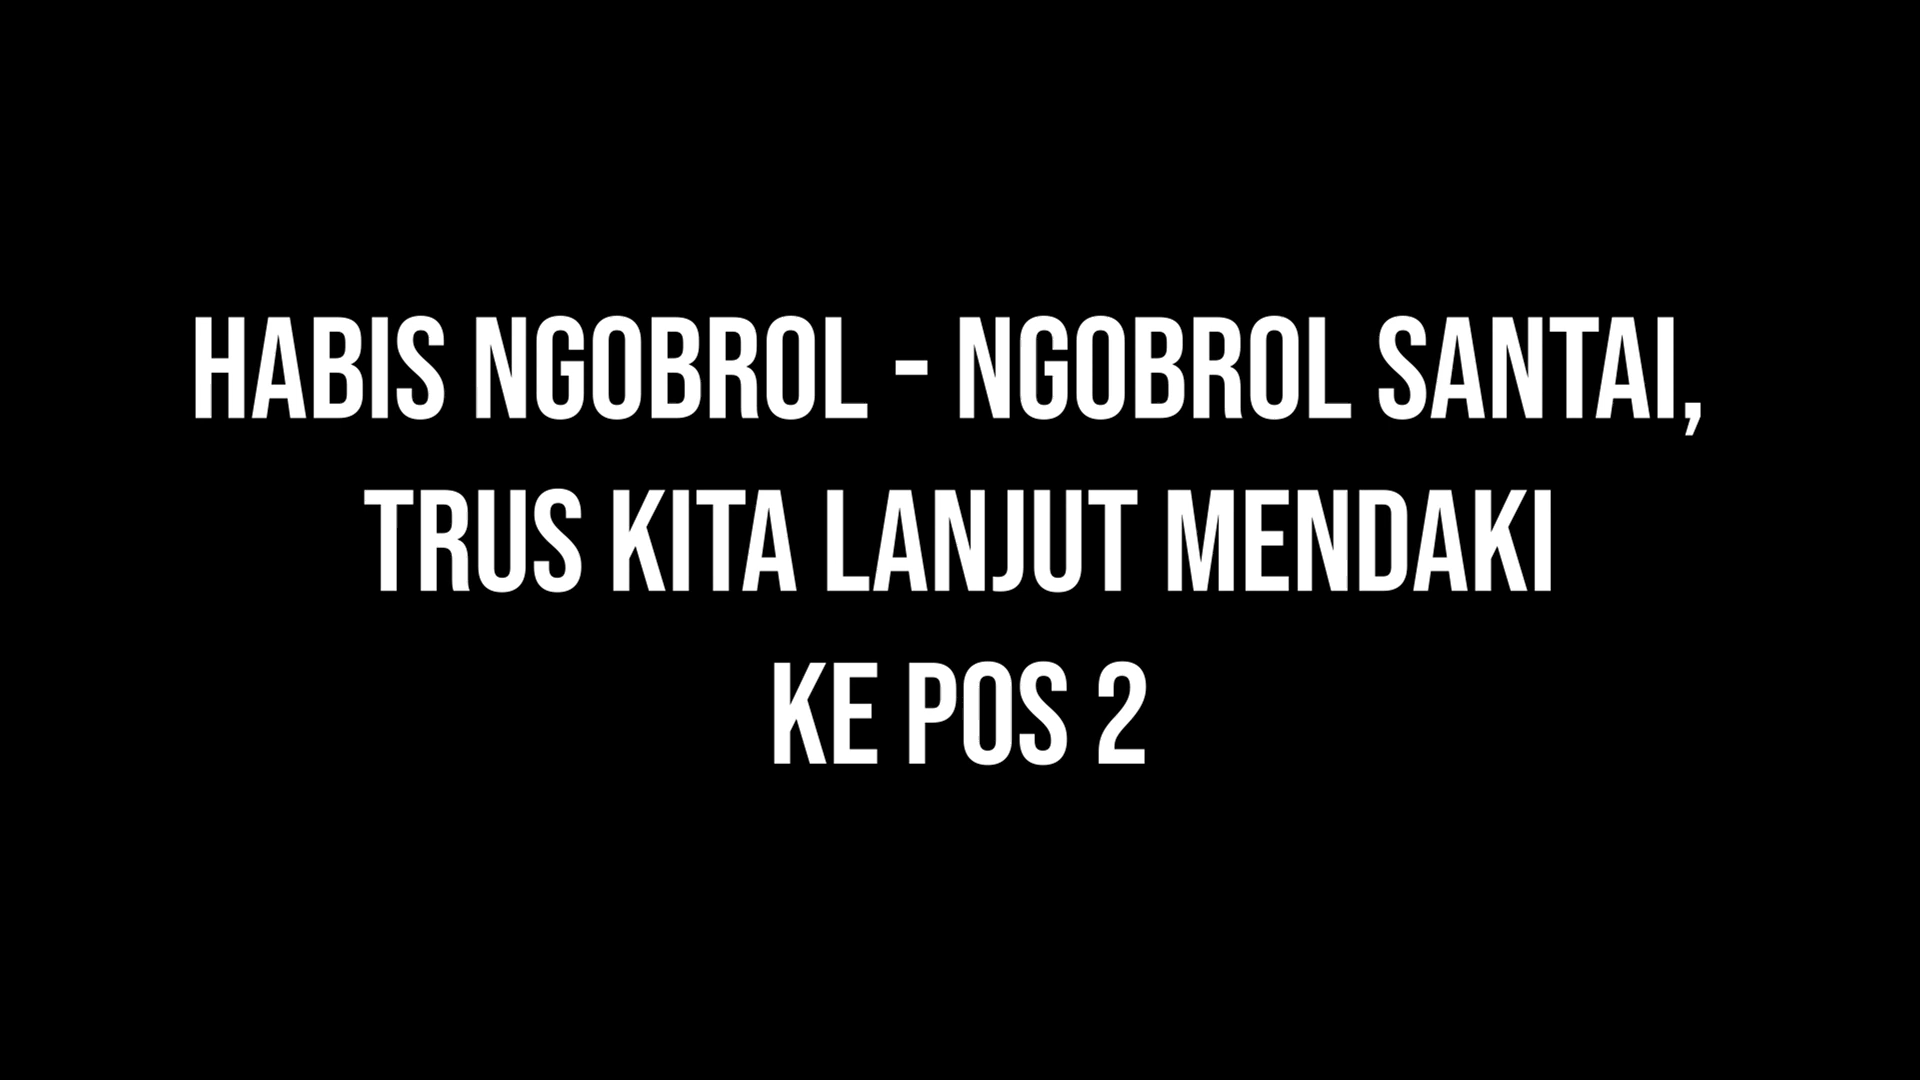 HABIS NGOBROL - NGOBROL SANTAI,
TRUS KITA LANJUT MENDAKI
KE POS 2